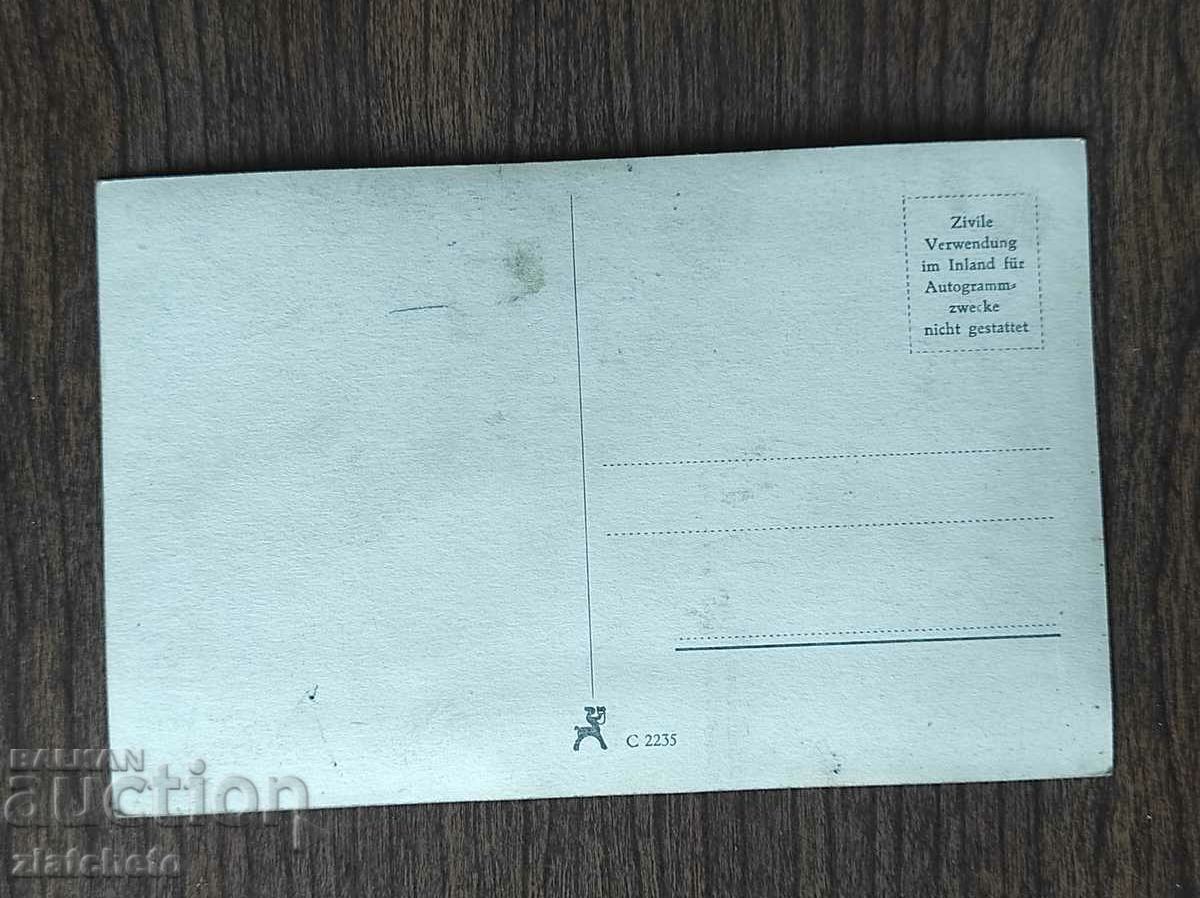 Zivile
Verwendung
im Inland für
Autogramm-
zwecke
nicht gestattet
C 2235
BALKAN
auction
zlatcheto